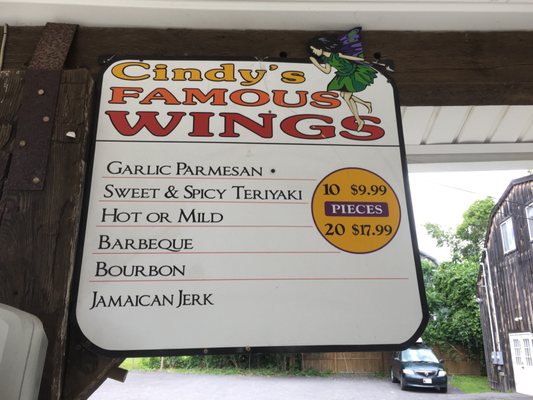 Cindy's
FAMOUS
WINGS
GARLIC PARMESAN •
SWEET & SPICY TERIYAKI
HOT OR MILD
BARBEQUE
BOURBON
JAMAICAN JERK
10 $9.99
PIECES
20 $17.99